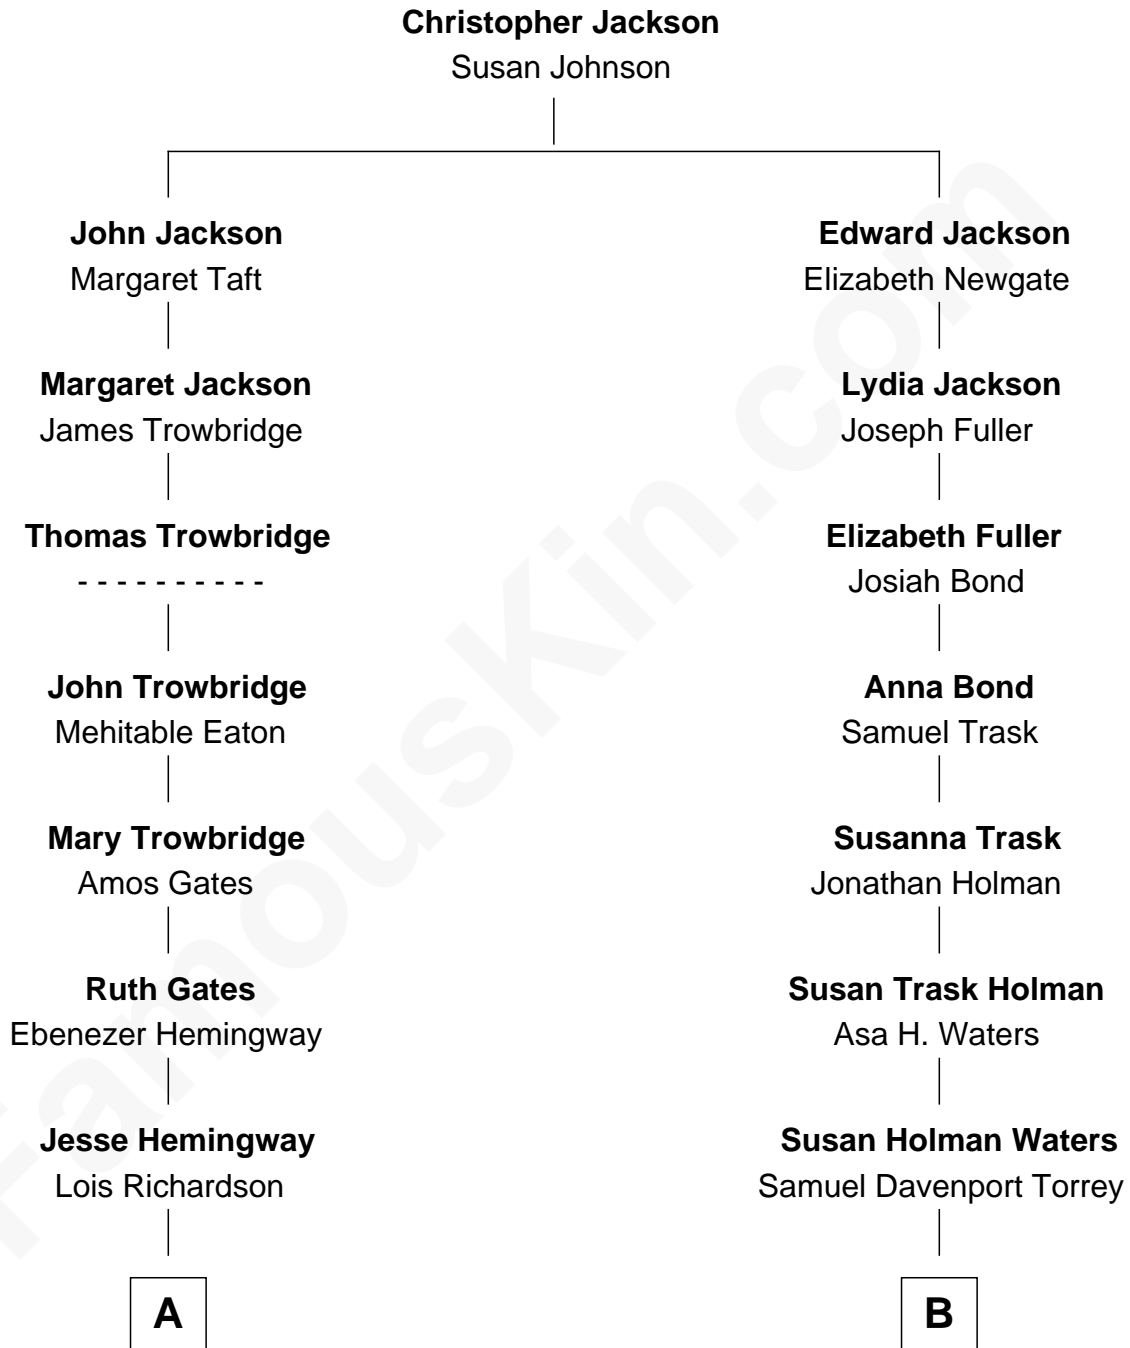 Christopher Jackson
Susan Johnson
John Jackson
Margaret Taft
Edward Jackson
Elizabeth Newgate
Margaret Jackson
James Trowbridge
Lydia Jackson
Joseph Fuller
Thomas Trowbridge
- - - - - - - - - -
Elizabeth Fuller
Josiah Bond
John Trowbridge
Mehitable Eaton
Anna Bond
Samuel Trask
Mary Trowbridge
Amos Gates
Susanna Trask
Jonathan Holman
Ruth Gates
Ebenezer Hemingway
Susan Trask Holman
Asa H. Waters
Jesse Hemingway
Lois Richardson
Susan Holman Waters
Samuel Davenport Torrey
A
B
FamousKin.com